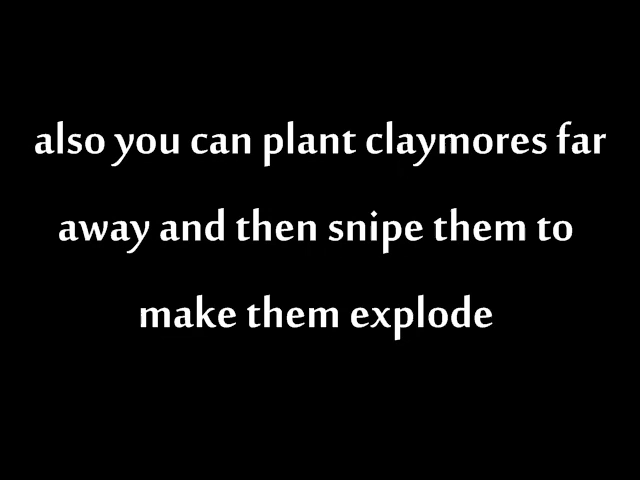 also you can plant claymores far
away and then snipe them to
make them explode